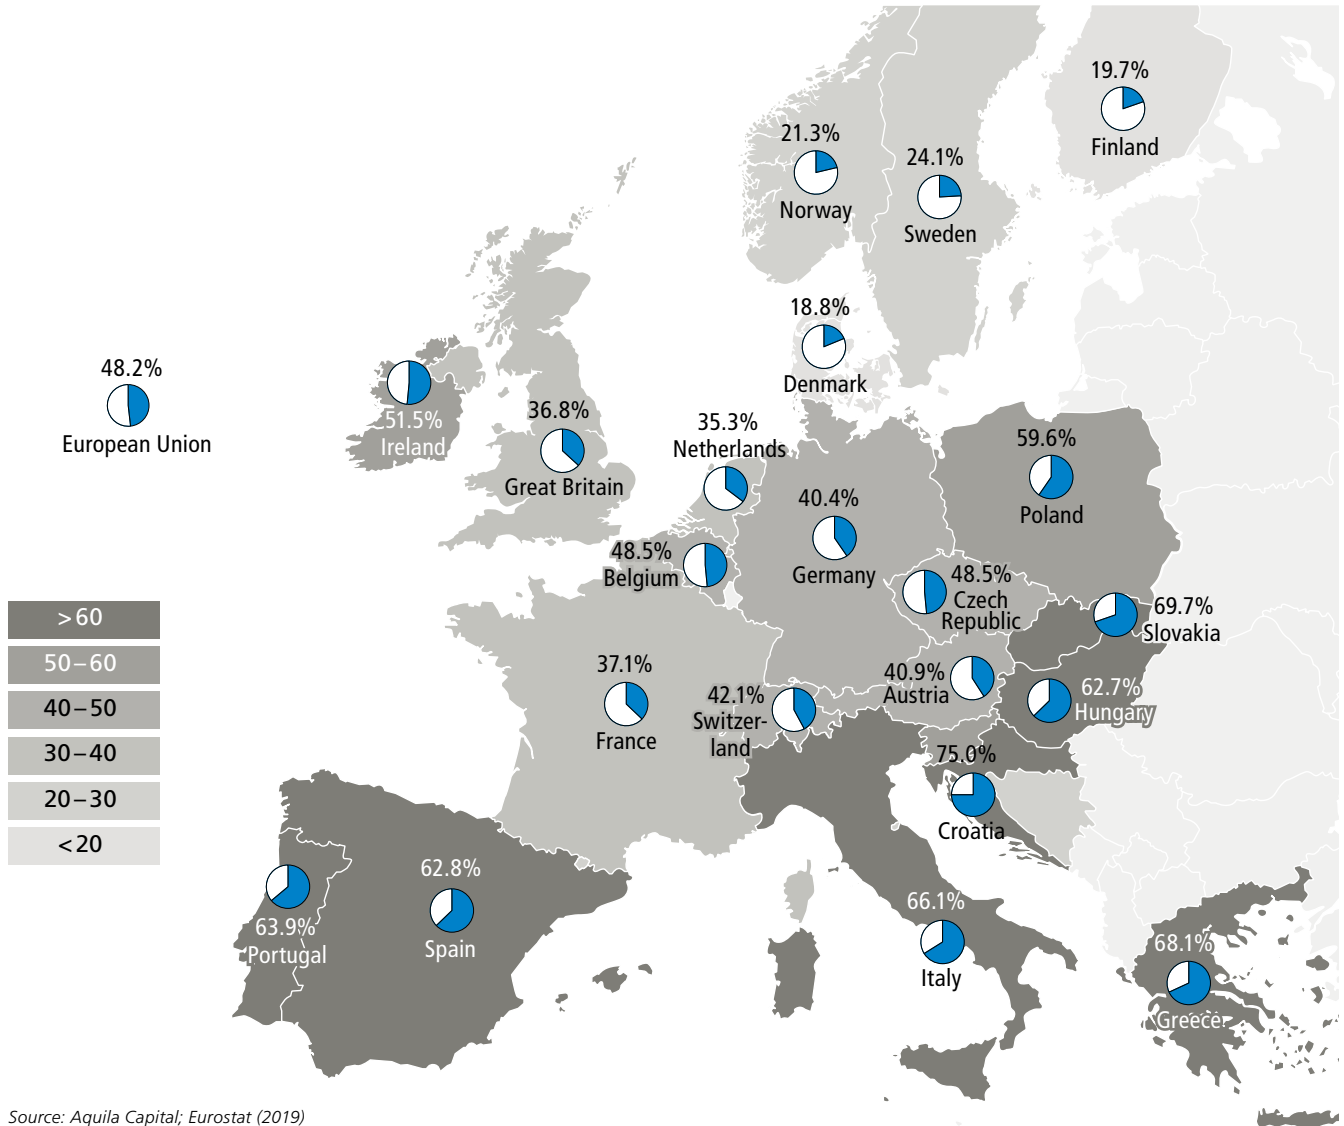 19.7%
Finland
21.3%
Norway
24.1%
Sweden
18.8%
Denmark
48.2%
European Union
51.5%
Ireland
36.8%
Great Britain
35.3%
Netherlands
59.6%
Poland
40.4%
Germany
48.5%
Belgium
48.5%
Czech
Republic
69.7%
Slovakia
37.1%
France
42.1%
Switzer-
land
40.9%
Austria
62.7%
Hungary
75.0%
Croatia
63.9%
Portugal
62.8%
Spain
66.1%
Italy
68.1%
Greece
>60
50–60
40–50
30–40
20–30
<20
Source: Aquila Capital; Eurostat (2019)